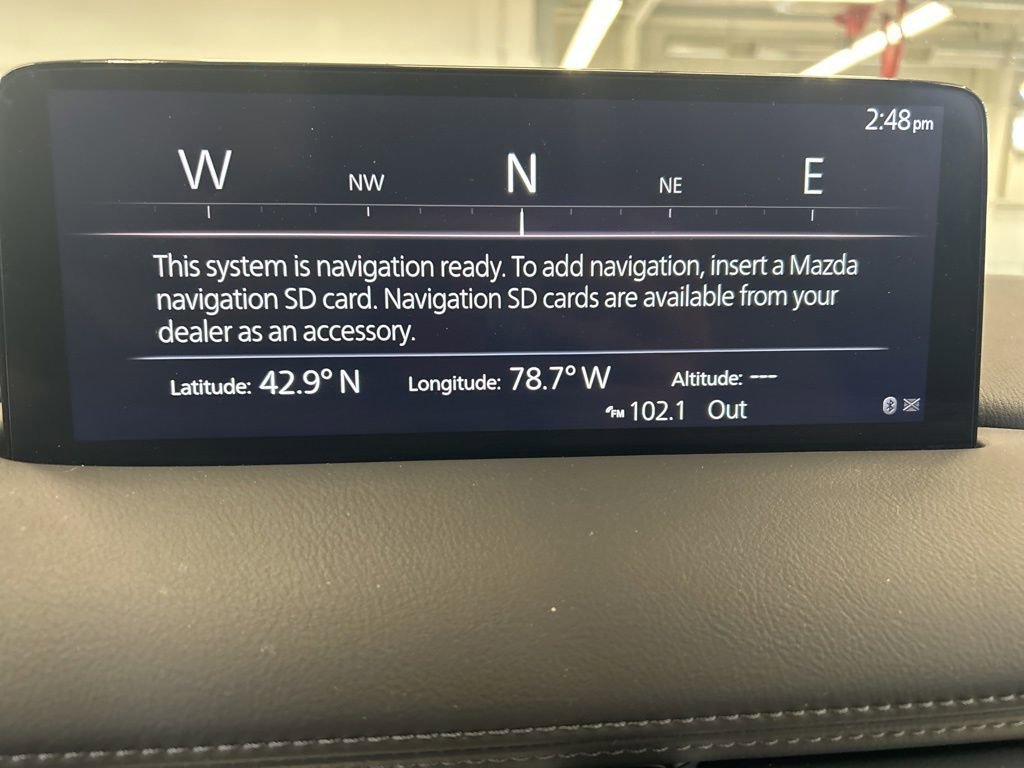 2:48pm
W NW N NE E
This system is navigation ready. To add navigation, insert a Mazda
navigation SD card. Navigation SD cards are available from your
dealer as an accessory.
Latitude: 42.9° N Longitude: 78.7° W Altitude: ---
FM 102.1 Out